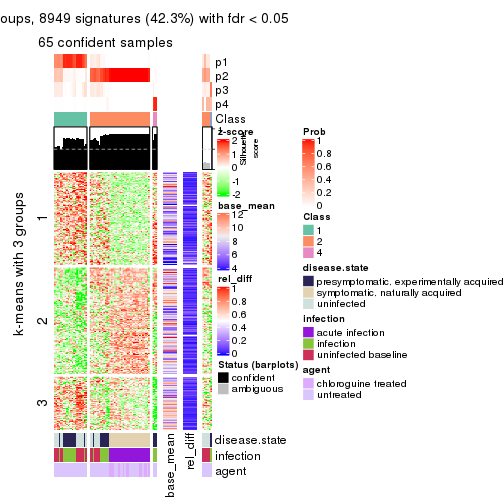 oups, 8949 signatures (42.3%) with fdr < 0.05
65 confident samples
p1
p2
p3
p4
Class
z-score
2
1
0
-1
-2
Silhouette
score
base_mean
12
10
8
6
4
rel_diff
1
0.8
0.6
0.4
0.2
0
Status (barplots)
confident
ambiguous
Prob
1
0.8
0.6
0.4
0.2
0
Class
1
2
4
disease.state
presymptomatic. experimentally acquired
symptomatic. naturally acquired
uninfected
infection
acute infection
infection
uninfected baseline
agent
chloroguine treated
untreated
k-means with 3 groups
1
2
3
disease.state
infection
agent
base_mean
rel_diff